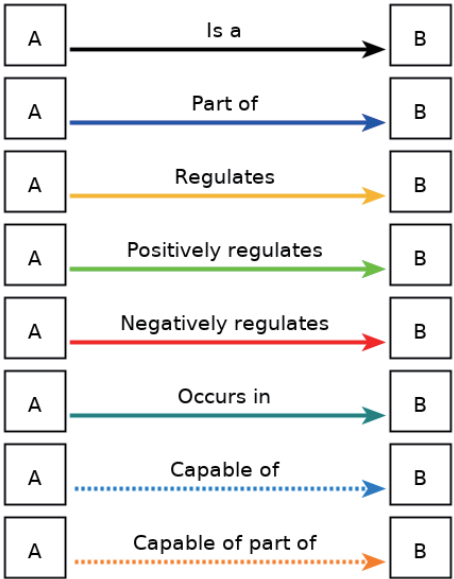 A Is a B
A Part of B
A Regulates B
A Positively regulates B
A Negatively regulates B
A Occurs in B
A Capable of B
A Capable of part of B